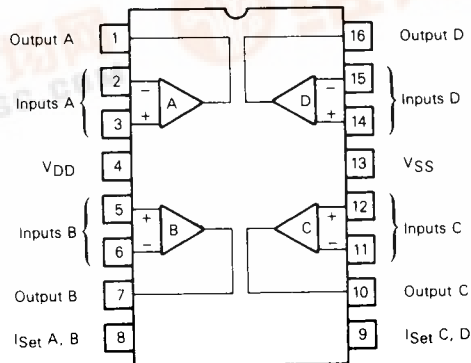 Output A 1 16 Output D
2 − − 15
Inputs A A D Inputs D
3 + + 14
VDD 4 13 VSS
5 + + 12
Inputs B B C Inputs C
6 − − 11
Output B 7 10 Output C
ISet A, B 8 9 ISet C, D